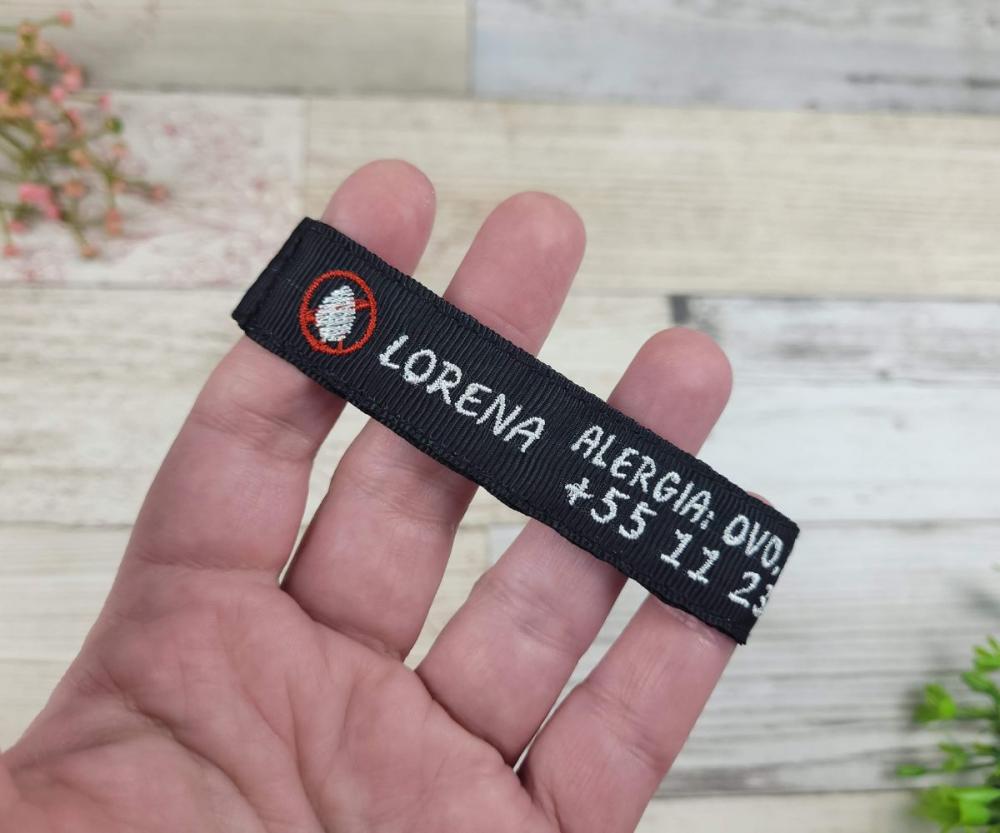 LORENA
ALERGIA: OVO,
+55 11 23